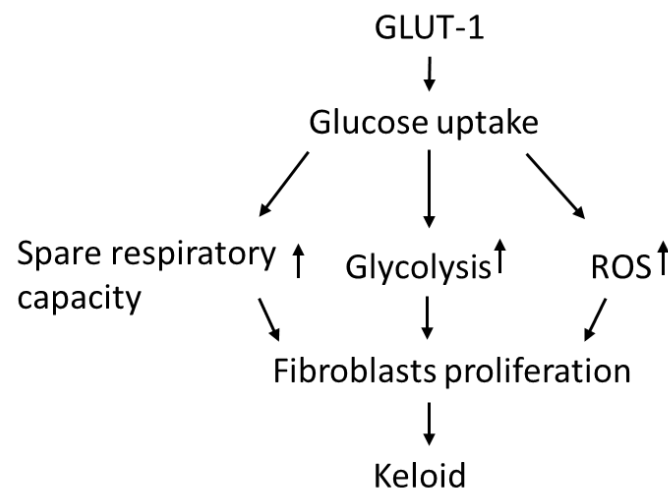 GLUT-1
Glucose uptake
Spare respiratory
capacity
Glycolysis
ROS
Fibroblasts proliferation
Keloid